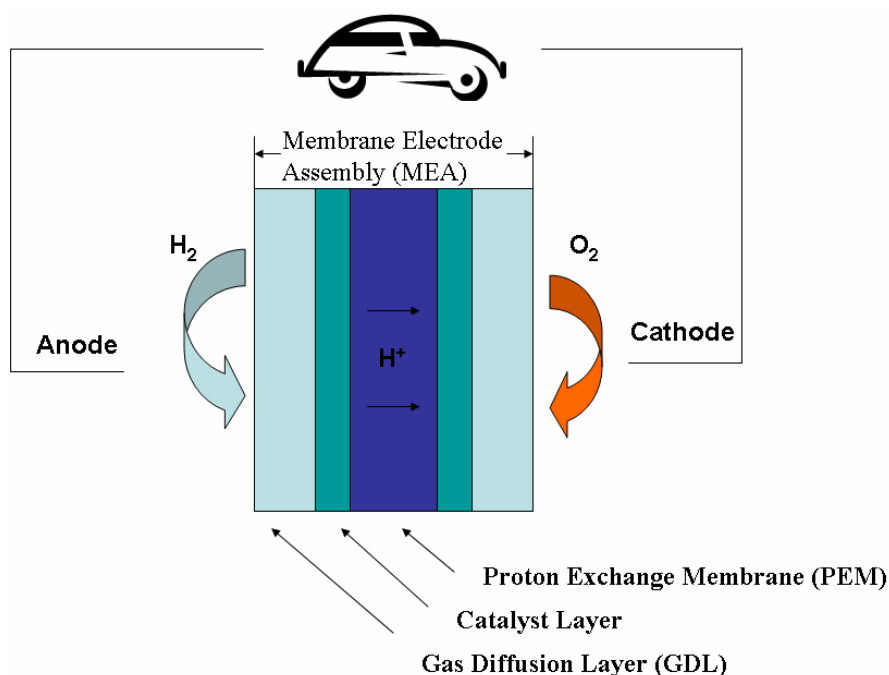 Membrane Electrode
Assembly (MEA)
H₂
O₂
Anode
Cathode
H⁺
Proton Exchange Membrane (PEM)
Catalyst Layer
Gas Diffusion Layer (GDL)